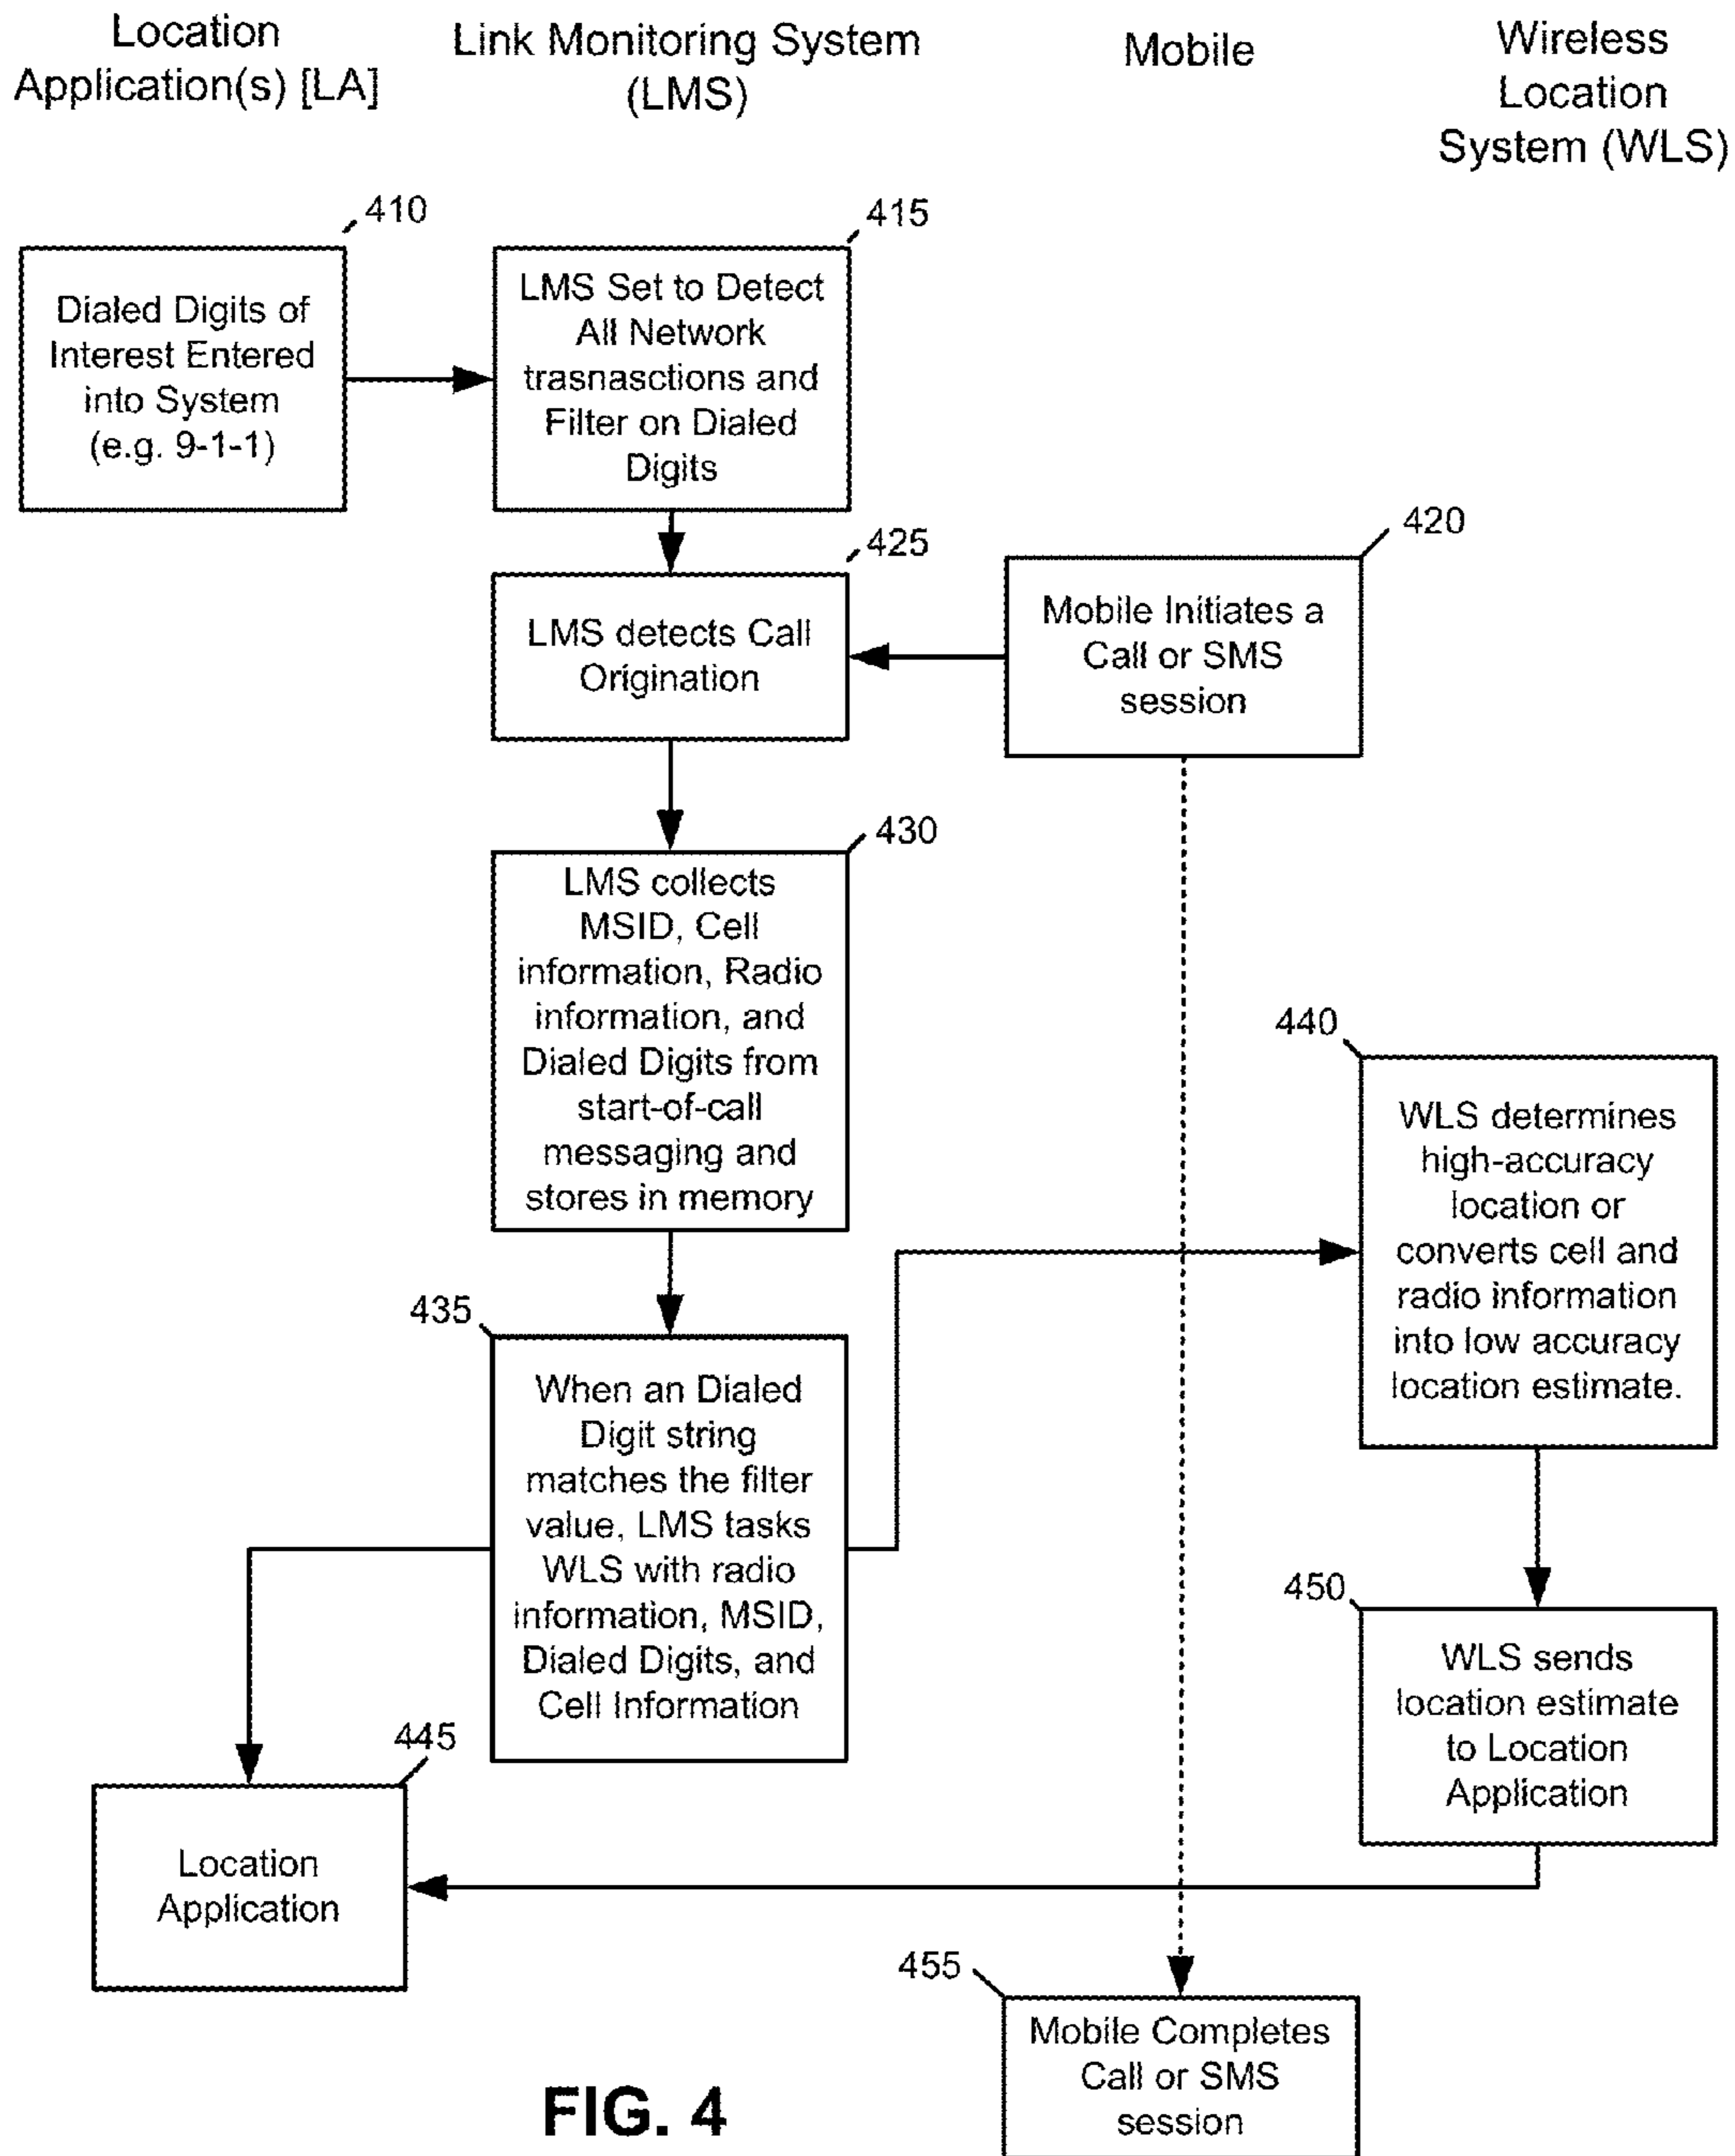 Location
Application(s) [LA]
Link Monitoring System
(LMS)
Mobile
Wireless
Location
System (WLS)
410
Dialed Digits of
Interest Entered
into System
(e.g. 9-1-1)
415
LMS Set to Detect
All Network
trasnasctions and
Filter on Dialed
Digits
420
Mobile Initiates a
Call or SMS
session
425
LMS detects Call
Origination
430
LMS collects
MSID, Cell
information, Radio
information, and
Dialed Digits from
start-of-call
messaging and
stores in memory
435
When an Dialed
Digit string
matches the filter
value, LMS tasks
WLS with radio
information, MSID,
Dialed Digits, and
Cell Information
440
WLS determines
high-accuracy
location or
converts cell and
radio information
into low accuracy
location estimate.
445
Location
Application
450
WLS sends
location estimate
to Location
Application
455
Mobile Completes
Call or SMS
session
FIG. 4